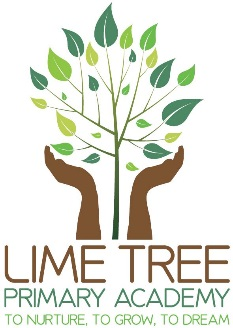 LIME TREE
PRIMARY ACADEMY
TO NURTURE, TO GROW, TO DREAM